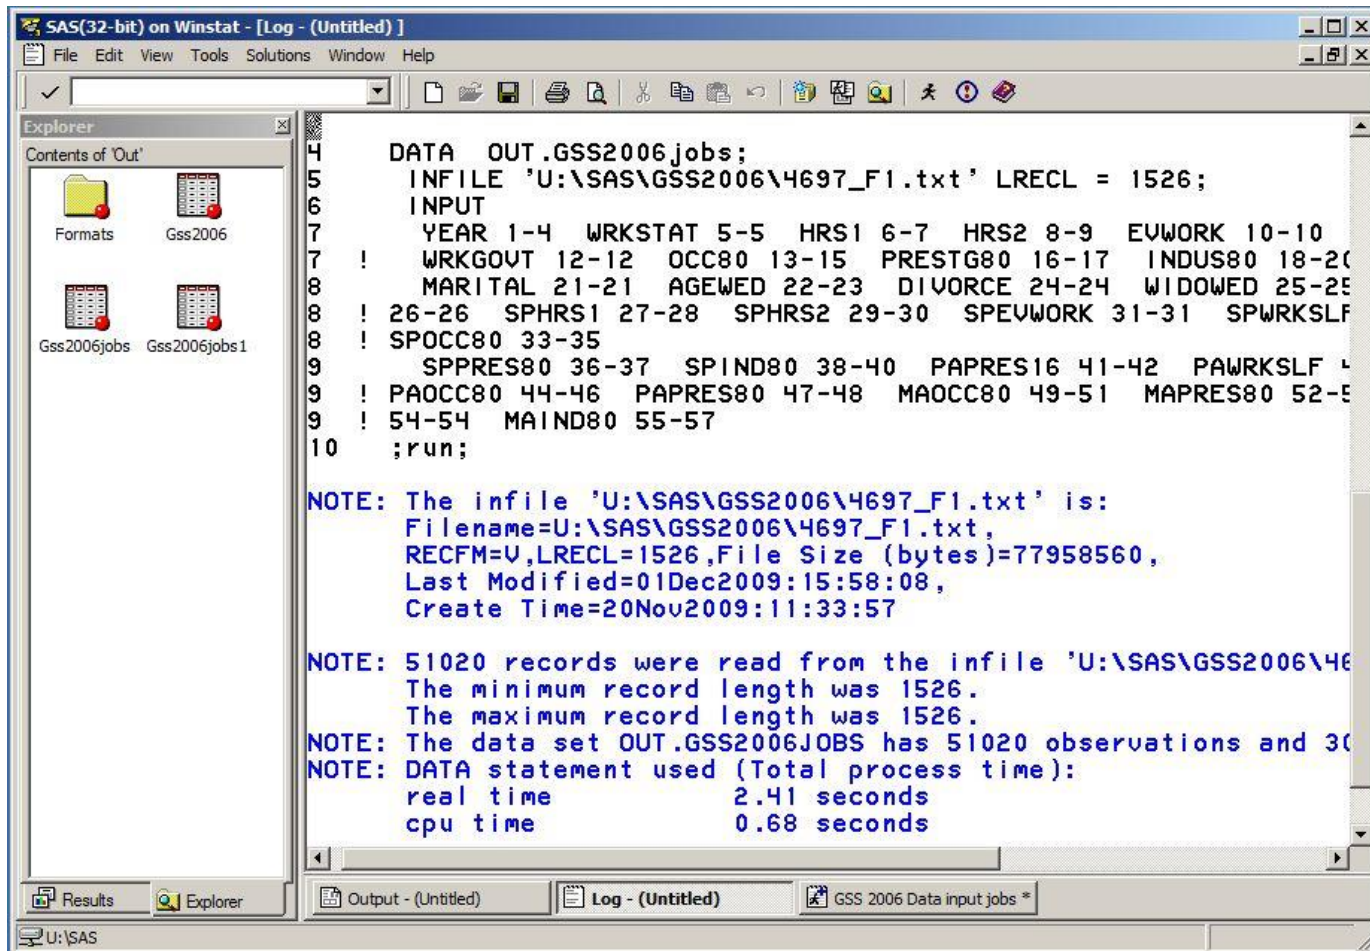 SAS(32-bit) on Winstat - [Log - (Untitled) ]
File Edit View Tools Solutions Window Help
Explorer
Contents of 'Out'
Formats
Gss2006
Gss2006jobs
Gss2006jobs1
4 DATA OUT.GSS2006jobs;
5 INFILE 'U:\SAS\GSS2006\4697_F1.txt' LRECL = 1526;
6 INPUT
7 YEAR 1-4 WRKSTAT 5-5 HRS1 6-7 HRS2 8-9 EVWORK 10-10
7 ! WRKGOVT 12-12 OCC80 13-15 PRESTG80 16-17 INDUS80 18-20
8 MARITAL 21-21 AGEWED 22-23 DIVORCE 24-24 WIDOWED 25-25
8 ! 26-26 SPHRS1 27-28 SPHRS2 29-30 SPEVWORK 31-31 SPWRKSLF
8 ! SPOCC80 33-35
9 SPPRES80 36-37 SPIND80 38-40 PAPRES16 41-42 PAWRKSLF
9 ! PAOCC80 44-46 PAPRES80 47-48 MAOCC80 49-51 MAPRES80
9 ! 54-54 MAIND80 55-57
10 ;run;
NOTE: The infile 'U:\SAS\GSS2006\4697_F1.txt' is:
Filename=U:\SAS\GSS2006\4697_F1.txt,
RECFM=V,LRECL=1526,File Size (bytes)=77958560,
Last Modified=01Dec2009:15:58:08,
Create Time=20Nov2009:11:33:57
NOTE: 51020 records were read from the infile 'U:\SAS\GSS2006\46
The minimum record length was 1526.
The maximum record length was 1526.
NOTE: The data set OUT.GSS2006JOBS has 51020 observations and 30
NOTE: DATA statement used (Total process time):
real time 2.41 seconds
cpu time 0.68 seconds
Results
Explorer
Output - (Untitled)
Log - (Untitled)
GSS 2006 Data input jobs *
U:\SAS